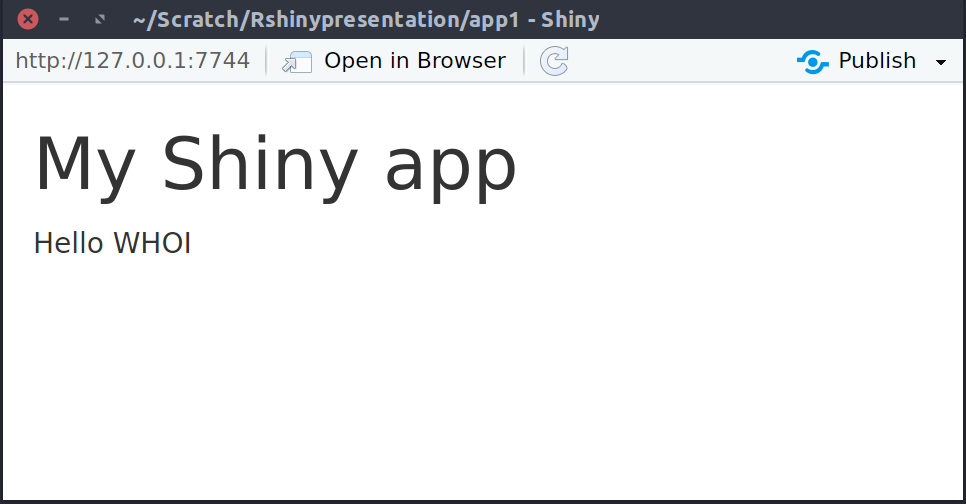 ~/Scratch/Rshinypresentation/app1 - Shiny
http://127.0.0.1:7744 Open in Browser Publish
My Shiny app
Hello WHOI